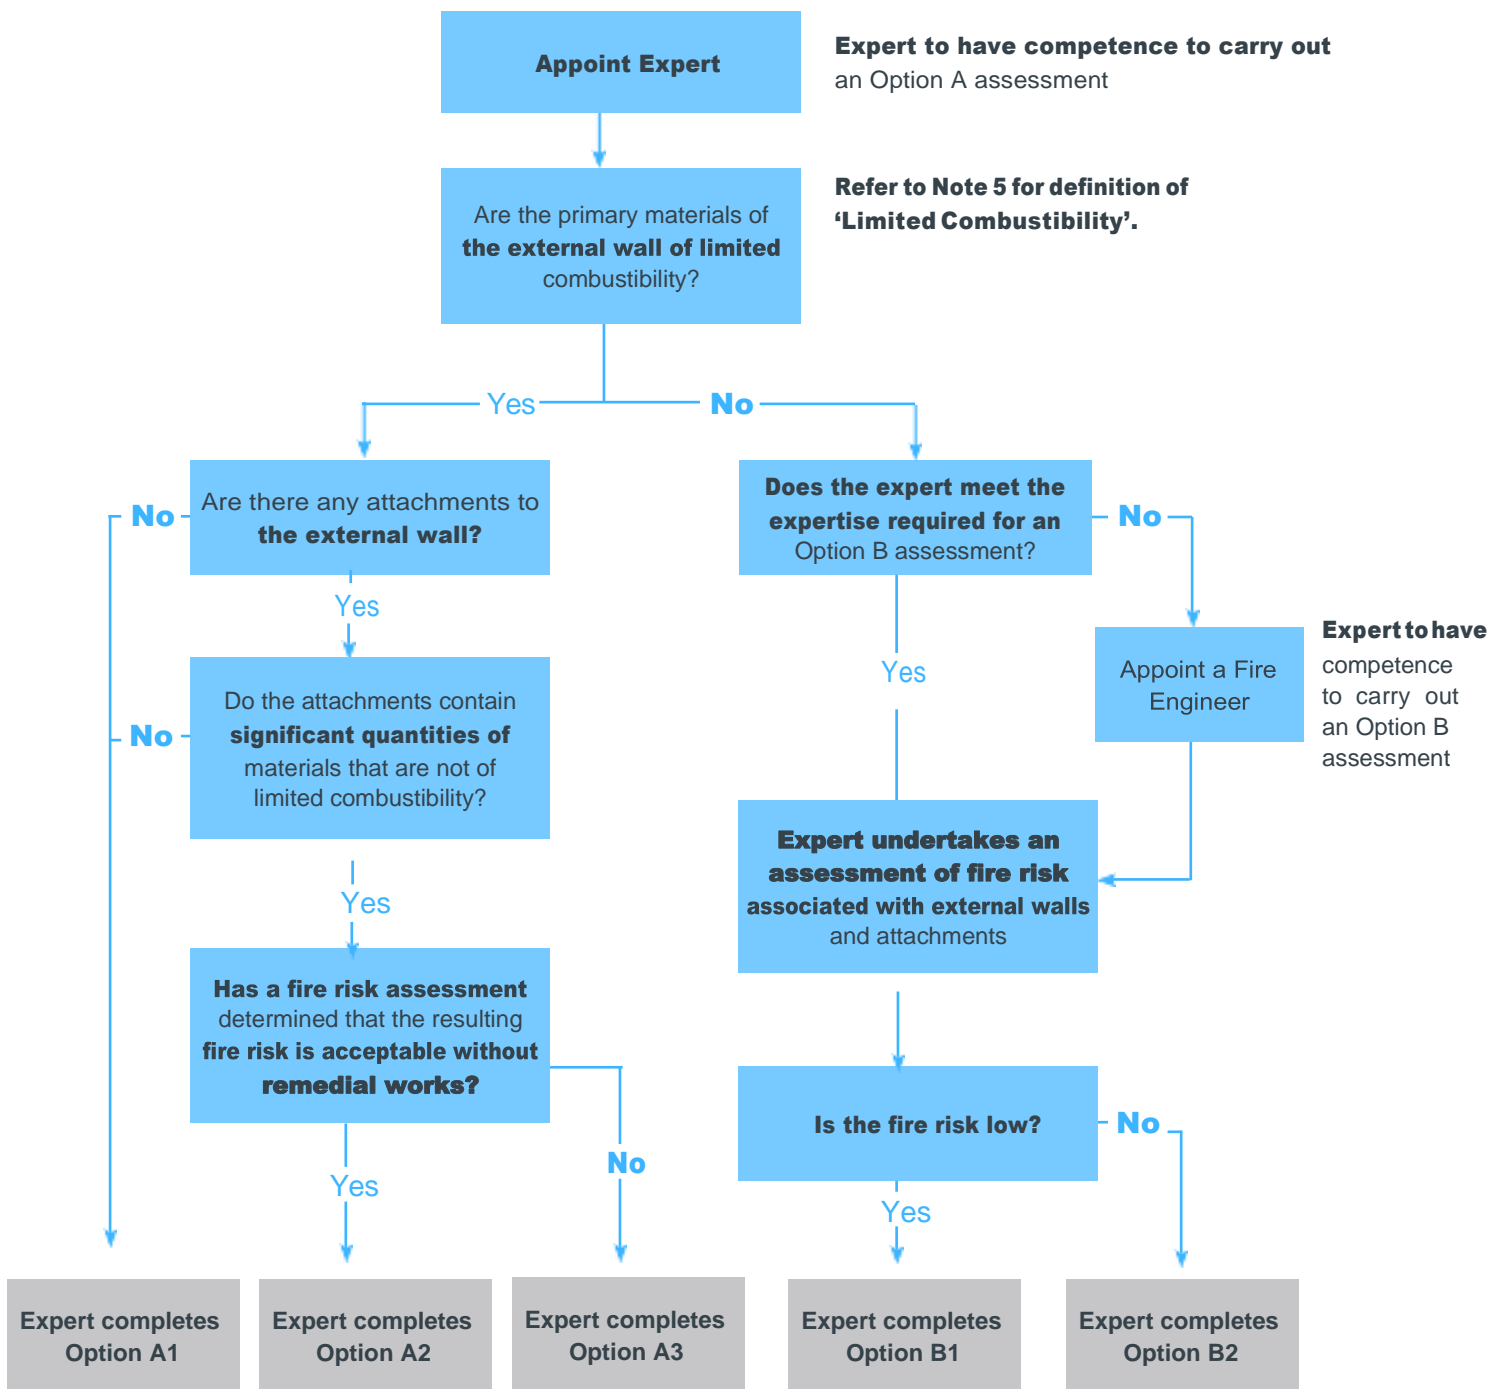 Appoint Expert
Expert to have competence to carry out
an Option A assessment
Are the primary materials of
the external wall of limited
combustibility?
Refer to Note 5 for definition of
‘Limited Combustibility’.
Yes
No
Are there any attachments to
the external wall?
No
Does the expert meet the
expertise required for an
Option B assessment?
No
Yes
Yes
Appoint a Fire
Engineer
Expert to have
competence
to carry out
an Option B
assessment
Do the attachments contain
significant quantities of
materials that are not of
limited combustibility?
No
Yes
Expert undertakes an
assessment of fire risk
associated with external walls
and attachments
Has a fire risk assessment
determined that the resulting
fire risk is acceptable without
remedial works?
Yes
No
Is the fire risk low?
No
Yes
Expert completes
Option A1
Expert completes
Option A2
Expert completes
Option A3
Expert completes
Option B1
Expert completes
Option B2